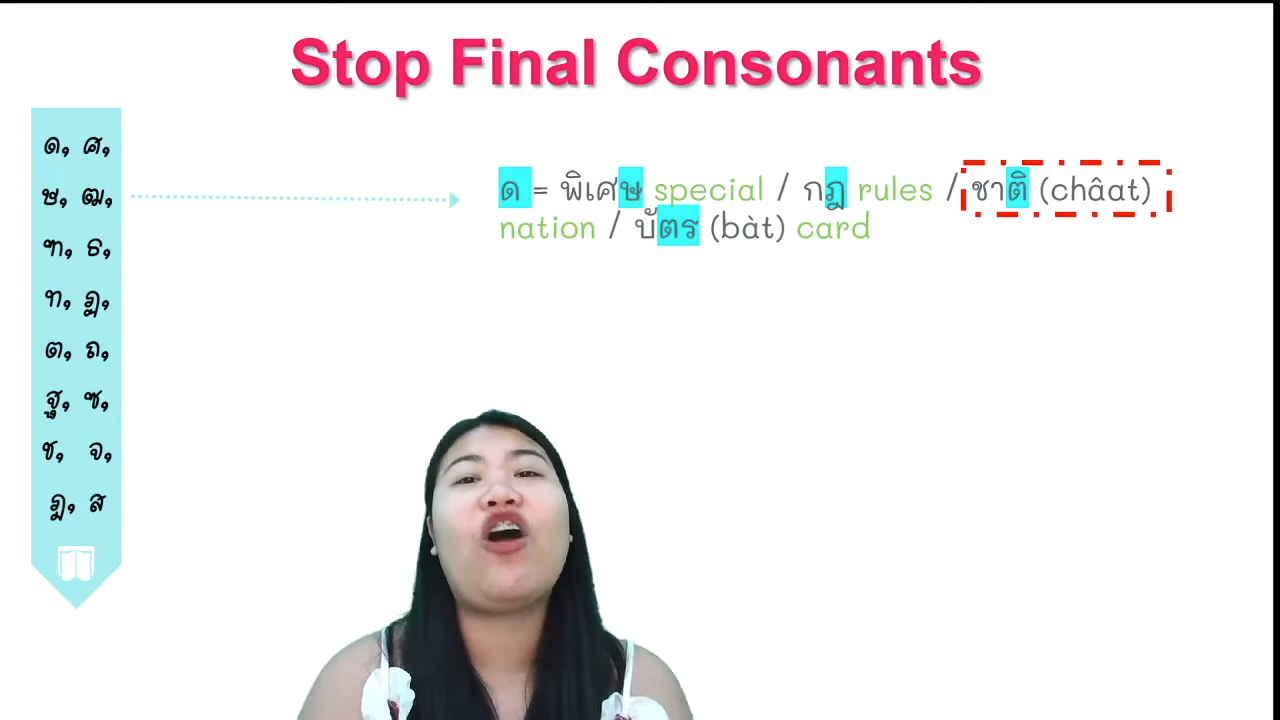 Stop Final Consonants
ด, ศ,
ษ, ฒ,
ฑ, ธ,
ท, ฏ,
ต, ถ,
ฐ, ซ,
ช, จ,
ฎ, ส
ด = พิเศษ special / กฎ rules / ชาติ (châat)
nation / บัตร (bàt) card